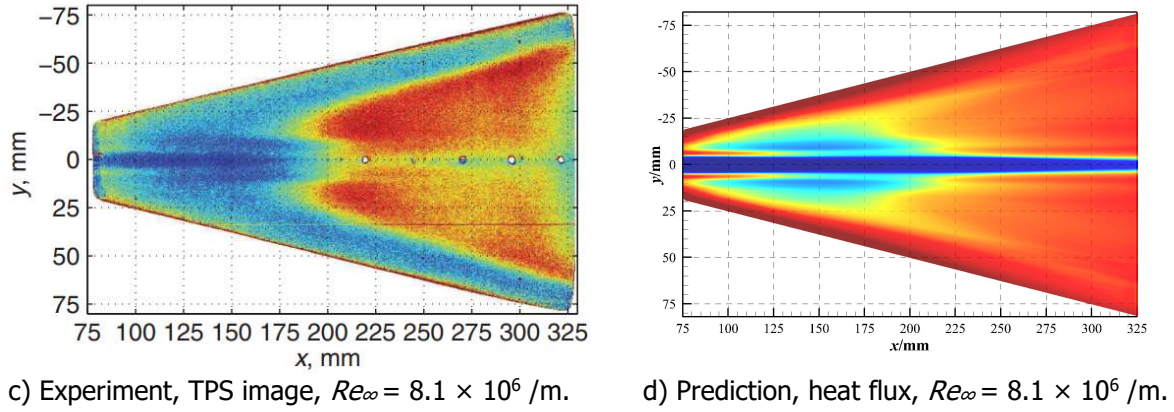 -75
-50
-25
0
25
50
75
y, mm
75 100 125 150 175 200 225 250 275 300 325
x, mm
-75
-50
-25
0
25
50
75
y/mm
75 100 125 150 175 200 225 250 275 300 325
x/mm
c) Experiment, TPS image, Re∞ = 8.1 × 10⁶ /m.
d) Prediction, heat flux, Re∞ = 8.1 × 10⁶ /m.